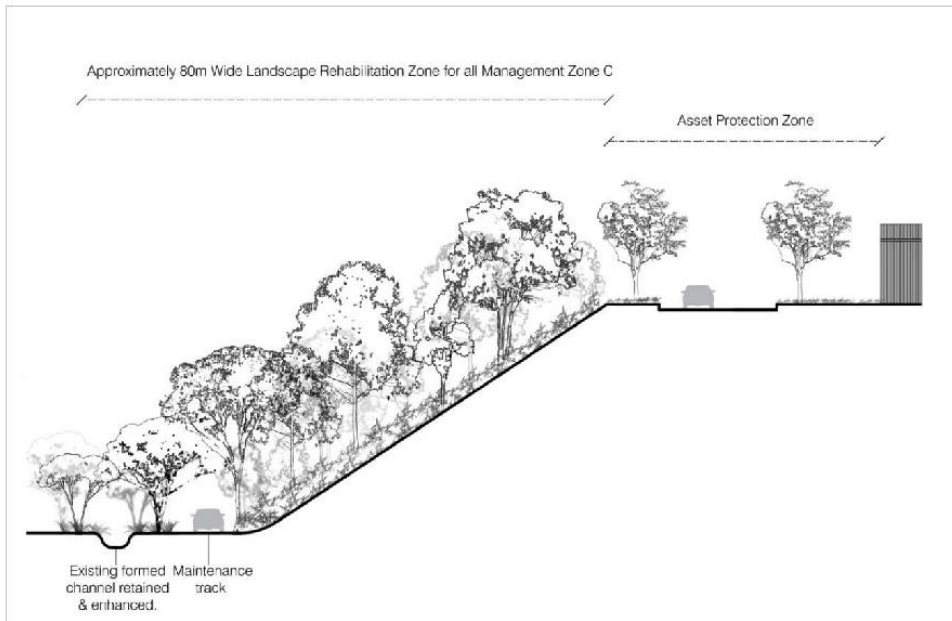 Approximately 80m Wide Landscape Rehabilitation Zone for all Management Zone C
Asset Protection Zone
Existing formed
channel retained
& enhanced.
Maintenance
track